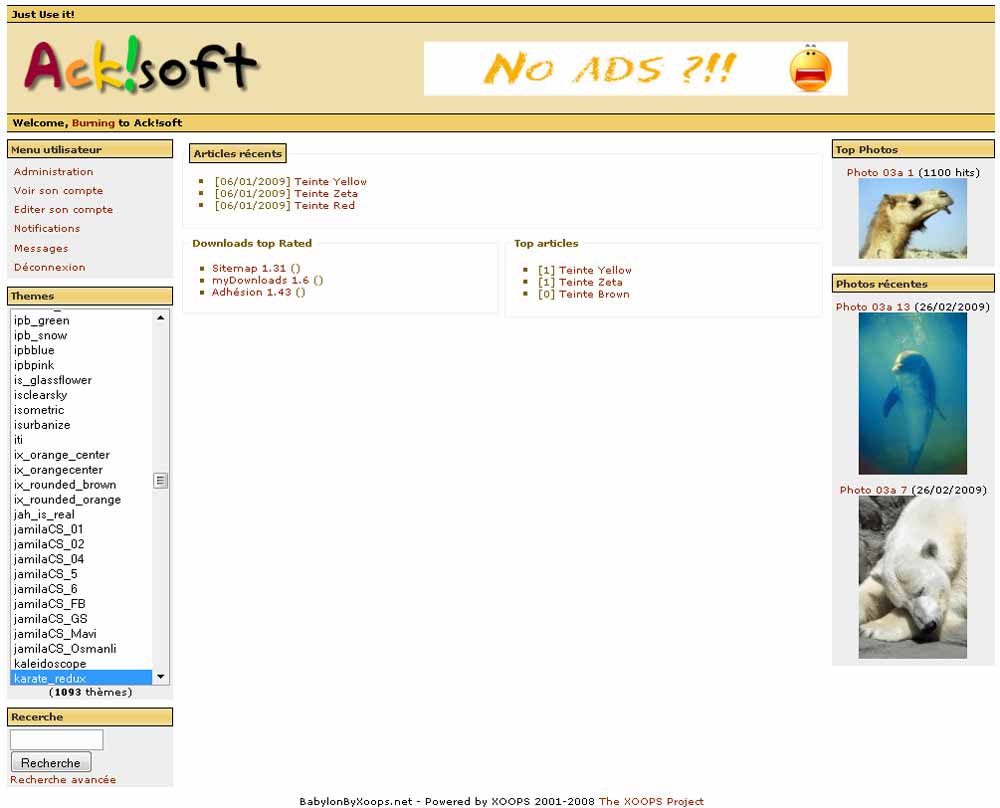 Just Use it!
Ack!soft
No ADS ?!!
Welcome, Burning to Ack!soft
Menu utilisateur
Administration
Voir son compte
Editer son compte
Notifications
Messages
Déconnexion
Themes
ipb_green
ipb_snow
ipbblue
ipbpink
is_glassflower
isclearsky
isometric
isurbanize
iti
ix_orange_center
ix_orangecenter
ix_rounded_brown
ix_rounded_orange
jah_is_real
jamilaCS_01
jamilaCS_02
jamilaCS_04
jamilaCS_5
jamilaCS_6
jamilaCS_FB
jamilaCS_GS
jamilaCS_Mavi
jamilaCS_Osmanli
kaleidoscope
karate_redux
(1093 thèmes)
Recerche
Recherche
Recherche avancée
Articles récents
[06/01/2009] Teinte Yellow
[06/01/2009] Teinte Zeta
[06/01/2009] Teinte Red
Downloads top Rated
Sitemap 1.31 ()
myDownloads 1.6 ()
Adhésion 1.43 ()
Top articles
[1] Teinte Yellow
[1] Teinte Zeta
[0] Teinte Brown
Top Photos
Photo 03a 1 (1100 hits)
Photos récentes
Photo 03a 13 (26/02/2009)
Photo 03a 7 (26/02/2009)
BabylonByXoops.net - Powered by XOOPS 2001-2008 The XOOPS Project